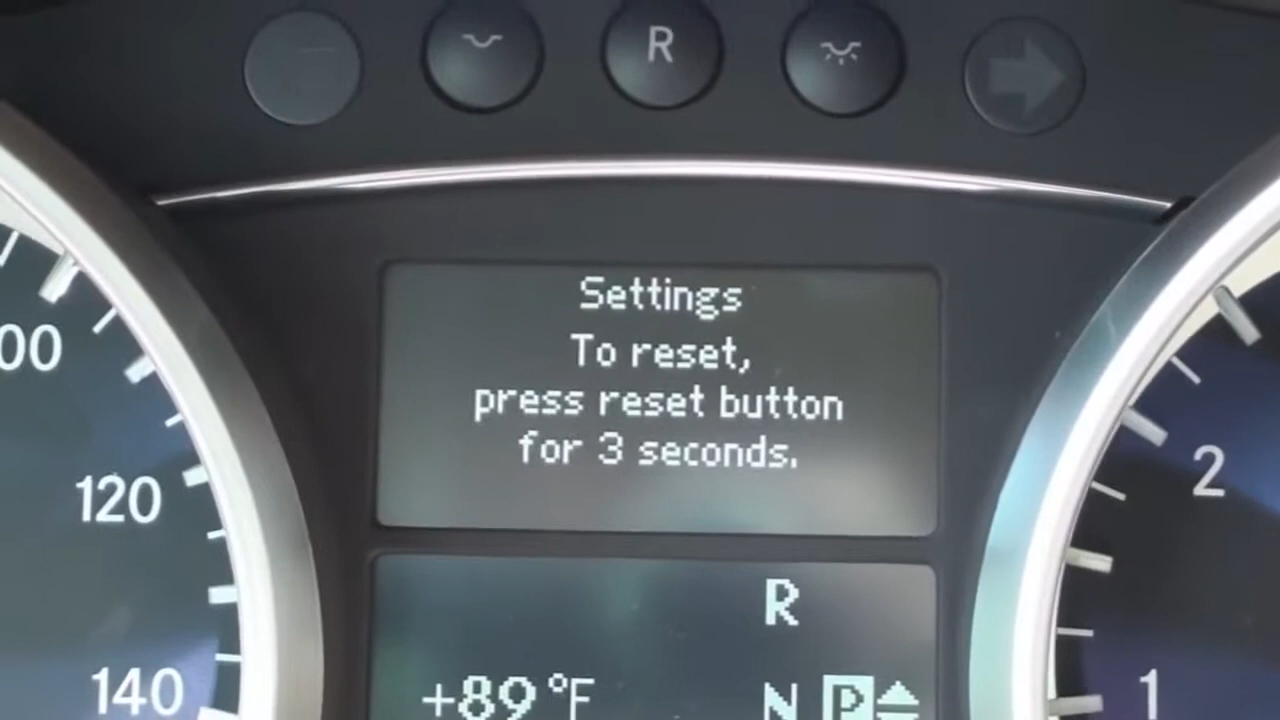 R
Settings
To reset,
press reset button
for 3 seconds.
00
120
140
2
1
R
+89°F
N P